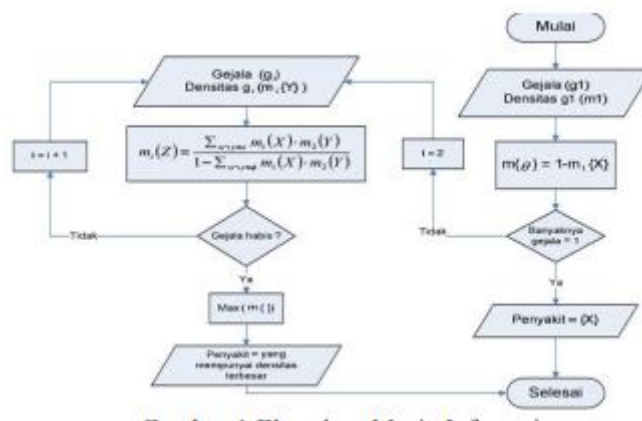 Mulai
Gejala (g1)
Densitas g1 (m1)
m(θ) = 1-m₁ {X}
Banyaknya
gejala = 1
Tidak
Ya
Penyakit = {X}
Selesai
i = 2
Gejala (gᵢ)
Densitas gᵢ (mᵢ {Y})
Gejala habis ?
Tidak
i = i + 1
Ya
Max ( m { })
Penyakit = yang
mempunyai densitas
terbesar